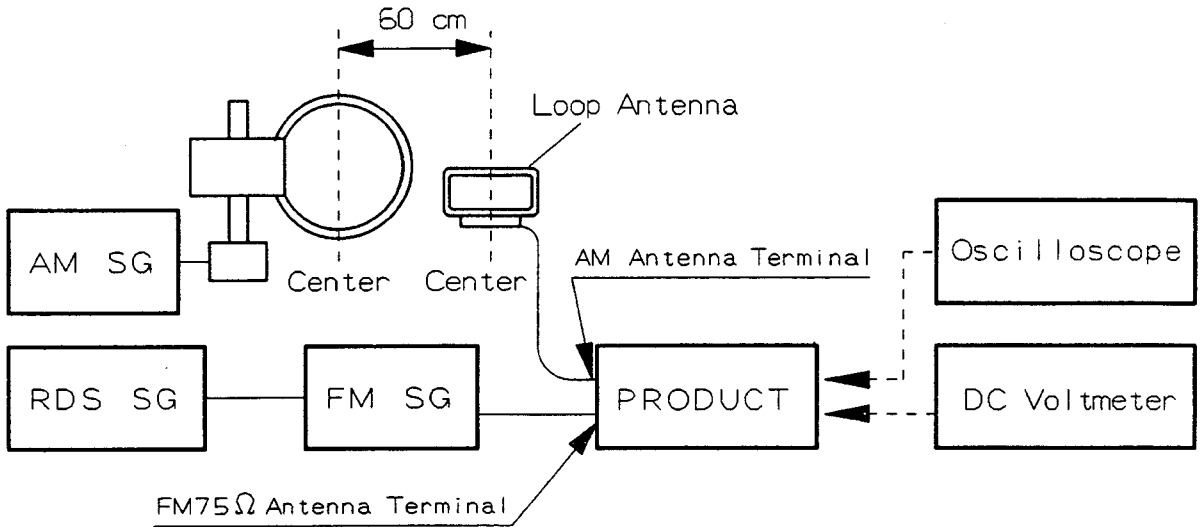 60 cm
Loop Antenna
AM SG
Center
Center
AM Antenna Terminal
Oscilloscope
RDS SG
FM SG
PRODUCT
DC Voltmeter
FM75Ω Antenna Terminal